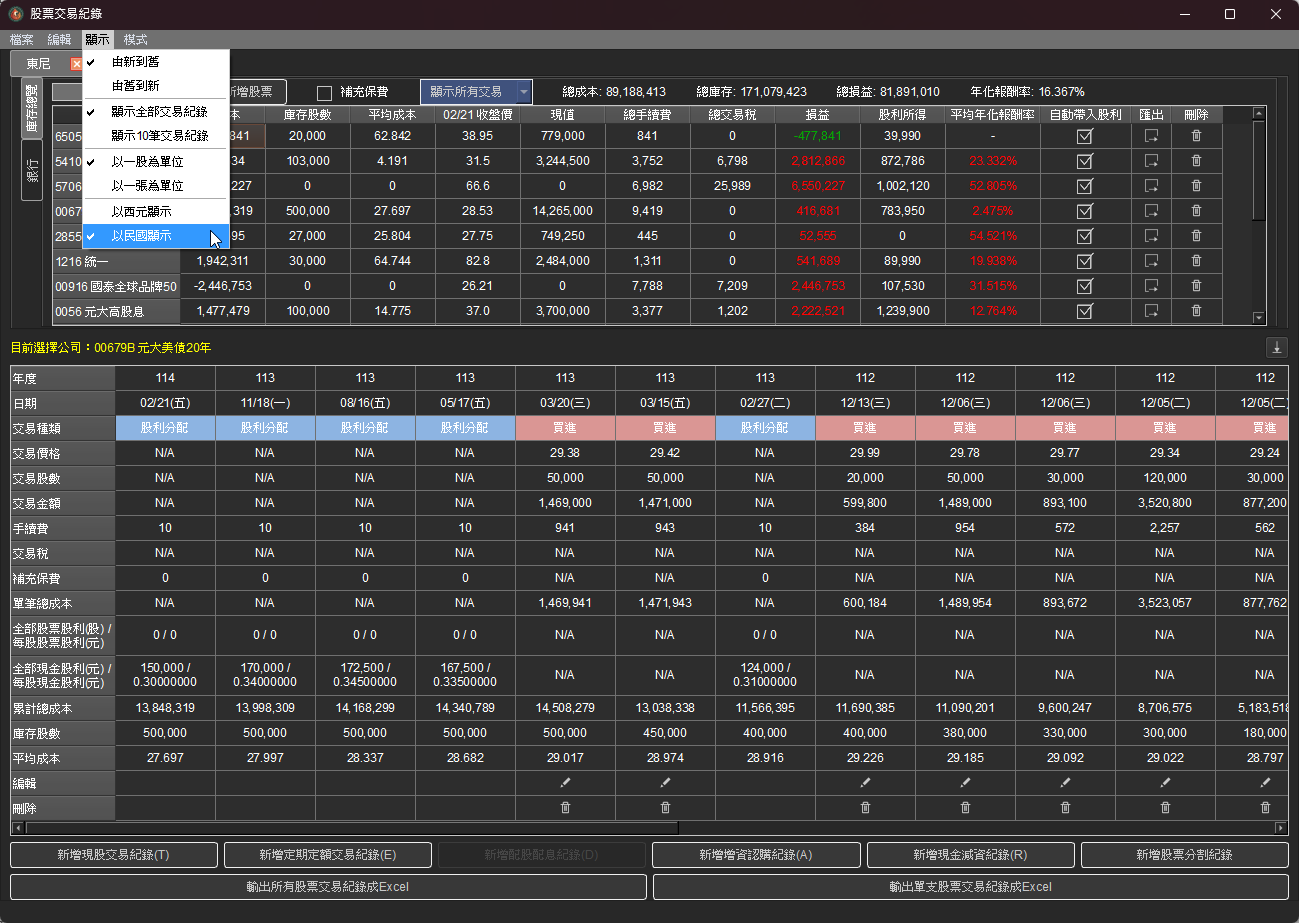 股票交易紀錄
檔案 編輯 顯示 模式
東尼
由新到舊
由舊到新
顯示全部交易紀錄
顯示10筆交易紀錄
以一股為單位
以一張為單位
以西元顯示
以民國顯示
庫存總覽
銀行
增股票 補充保費 顯示所有交易 總成本: 89,188,413 總庫存: 171,079,423 總損益: 81,891,010 年化報酬率: 16.367%
本 庫存股數 平均成本 02/21 收盤價 現值 總手續費 總交易稅 損益 股利所得 平均年化報酬率 自動帶入股利 匯出 刪除
6505 341 20,000 62.842 38.95 779,000 841 0 -477,841 39,990 -
5410 34 103,000 4.191 31.5 3,244,500 3,752 6,798 2,812,866 872,786 23.332%
5706 227 0 0 66.6 0 6,982 25,989 6,550,227 1,002,120 52.805%
0067 319 500,000 27.697 28.53 14,265,000 9,419 0 416,681 783,950 2.475%
2855 95 27,000 25.804 27.75 749,250 445 0 52,555 0 54.521%
1216 統一 1,942,311 30,000 64.744 82.8 2,484,000 1,311 0 541,689 89,990 19.938%
00916 國泰全球品牌50 -2,446,753 0 0 26.21 0 7,788 7,209 2,446,753 107,530 31.515%
0056 元大高股息 1,477,479 100,000 14.775 37.0 3,700,000 3,377 1,202 2,222,521 1,239,900 12.764%
目前選擇公司：00679B 元大美債20年
年度 114 113 113 113 113 113 113 112 112 112 112 112
日期 02/21(五) 11/18(一) 08/16(五) 05/17(五) 03/20(三) 03/15(五) 02/27(二) 12/13(三) 12/06(三) 12/06(三) 12/05(二) 12/05(二
交易種類 股利分配 股利分配 股利分配 股利分配 買進 買進 股利分配 買進 買進 買進 買進 買進
交易價格 N/A N/A N/A N/A 29.38 29.42 N/A 29.99 29.78 29.77 29.34 29.24
交易股數 N/A N/A N/A N/A 50,000 50,000 N/A 20,000 50,000 30,000 120,000 30,000
交易金額 N/A N/A N/A N/A 1,469,000 1,471,000 N/A 599,800 1,489,000 893,100 3,520,800 877,200
手續費 10 10 10 10 941 943 10 384 954 572 2,257 562
交易稅 N/A N/A N/A N/A N/A N/A N/A N/A N/A N/A N/A N/A
補充保費 0 0 0 0 N/A N/A 0 N/A N/A N/A N/A N/A
單筆總成本 N/A N/A N/A N/A 1,469,941 1,471,943 N/A 600,184 1,489,954 893,672 3,523,057 877,762
全部股票股利(股) /
每股股票股利(元) 0 / 0 0 / 0 0 / 0 0 / 0 N/A N/A 0 / 0 N/A N/A N/A N/A N/A
全部現金股利(元) / 150,000 / 170,000 / 172,500 / 167,500 / N/A N/A 124,000 / N/A N/A N/A N/A N/A
每股現金股利(元) 0.30000000 0.34000000 0.34500000 0.33500000 0.31000000
累計總成本 13,848,319 13,998,309 14,168,299 14,340,789 14,508,279 13,038,338 11,566,395 11,690,385 11,090,201 9,600,247 8,706,575 5,183,518
庫存股數 500,000 500,000 500,000 500,000 500,000 450,000 400,000 400,000 380,000 330,000 300,000 180,000
平均成本 27.697 27.997 28.337 28.682 29.017 28.974 28.916 29.226 29.185 29.092 29.022 28.797
編輯
刪除
新增現股交易紀錄(T) 新增定期定額交易紀錄(E) 新增配股配息紀錄(D) 新增增資認購紀錄(A) 新增現金減資紀錄(R) 新增股票分割紀錄
輸出所有股票交易紀錄成Excel 輸出單支股票交易紀錄成Excel